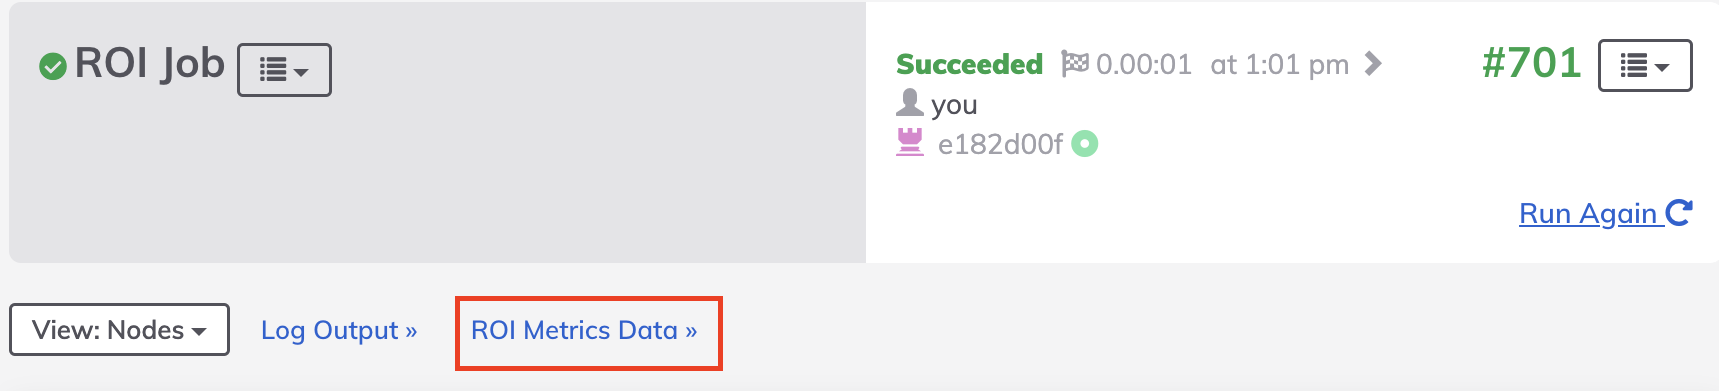 ROI Job
Succeeded 0.00:01 at 1:01 pm
#701
you
e182d00f
Run Again
View: Nodes
Log Output »
ROI Metrics Data »